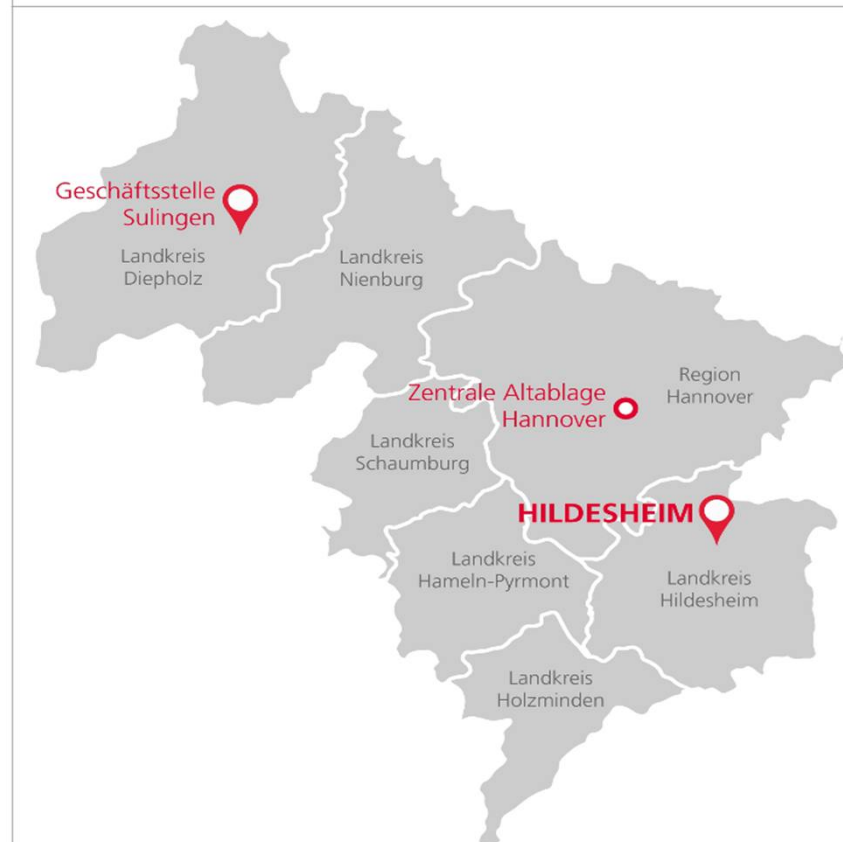 Geschäftsstelle
Sulingen
Landkreis
Diepholz
Landkreis
Nienburg
Region
Hannover
Zentrale Altablage
Hannover
Landkreis
Schaumburg
HILDESHEIM
Landkreis
Hameln-Pyrmont
Landkreis
Hildesheim
Landkreis
Holzminden